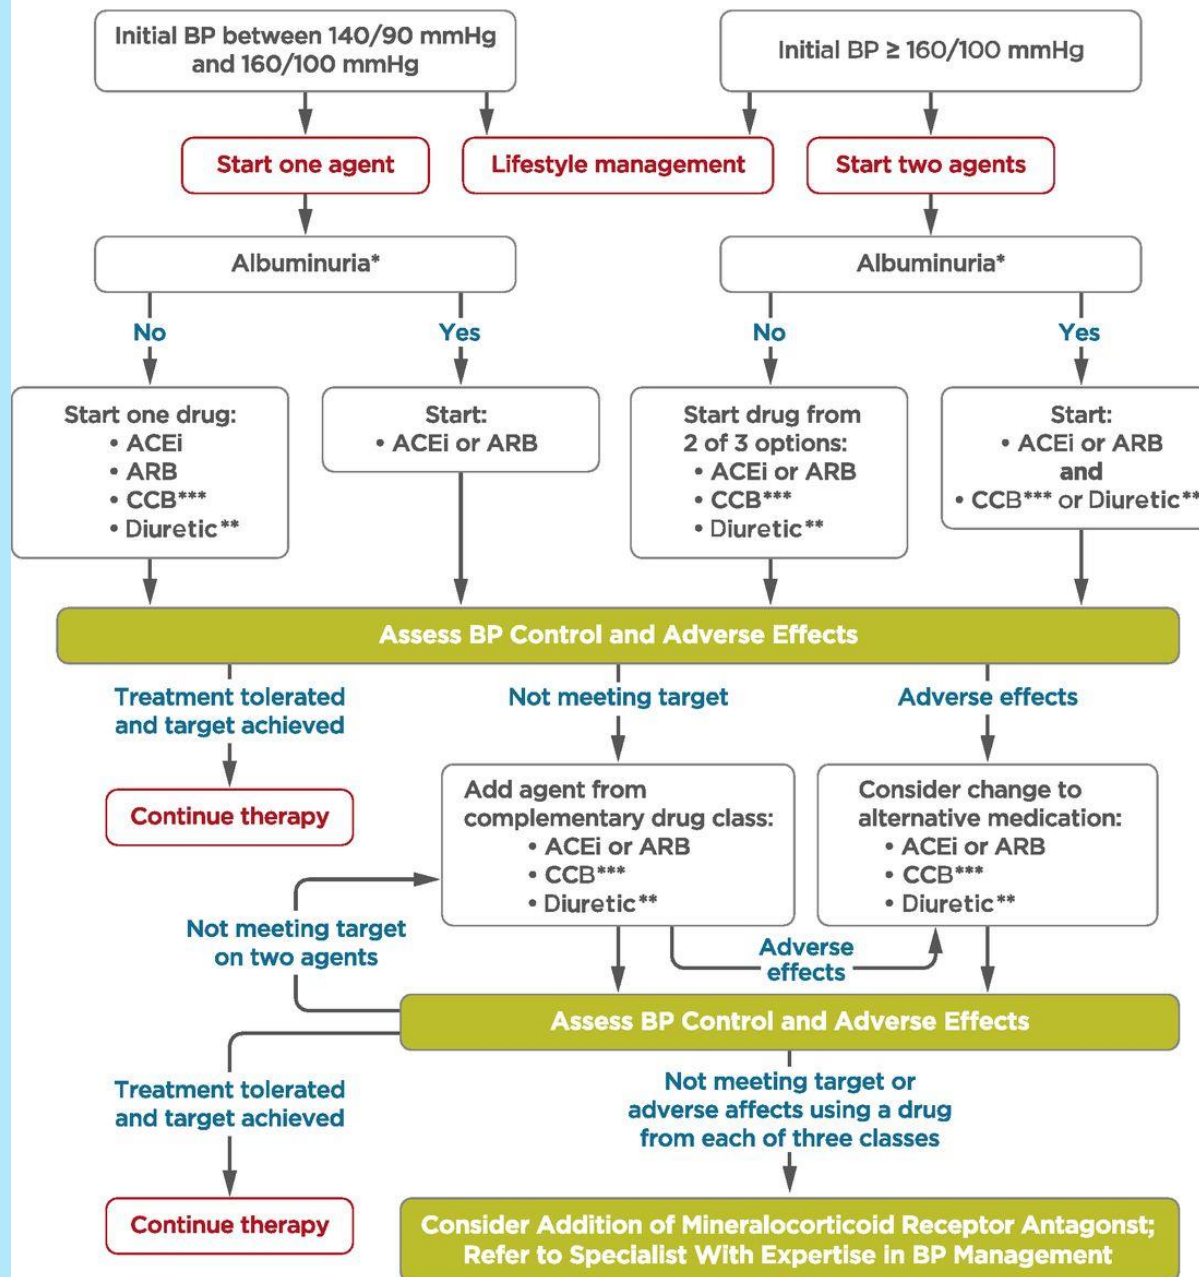 Initial BP between 140/90 mmHg
and 160/100 mmHg
Initial BP ≥ 160/100 mmHg
Start one agent
Lifestyle management
Start two agents
Albuminuria*
Albuminuria*
No
Yes
No
Yes
Start one drug:
• ACEi
• ARB
• CCB***
• Diuretic**
Start:
• ACEi or ARB
Start drug from
2 of 3 options:
• ACEi or ARB
• CCB***
• Diuretic**
Start:
• ACEi or ARB
and
• CCB*** or Diuretic**
Assess BP Control and Adverse Effects
Treatment tolerated
and target achieved
Not meeting target
Adverse effects
Continue therapy
Add agent from
complementary drug class:
• ACEi or ARB
• CCB***
• Diuretic**
Consider change to
alternative medication:
• ACEi or ARB
• CCB***
• Diuretic**
Not meeting target
on two agents
Adverse
effects
Assess BP Control and Adverse Effects
Treatment tolerated
and target achieved
Not meeting target or
adverse affects using a drug
from each of three classes
Continue therapy
Consider Addition of Mineralocorticoid Receptor Antagonst;
Refer to Specialist With Expertise in BP Management